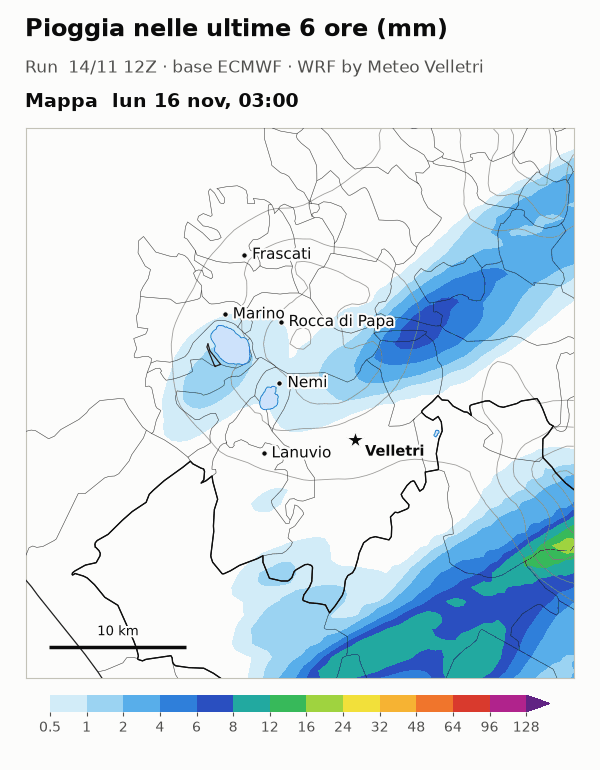 Pioggia nelle ultime 6 ore (mm)
Run  14/11 12Z · base ECMWF · WRF by Meteo Velletri
Mappa  lun 16 nov, 03:00
Frascati
Marino
Rocca di Papa
Nemi
Velletri
Lanuvio
10 km
0.5 1 2 4 6 8 12 16 24 32 48 64 96 128